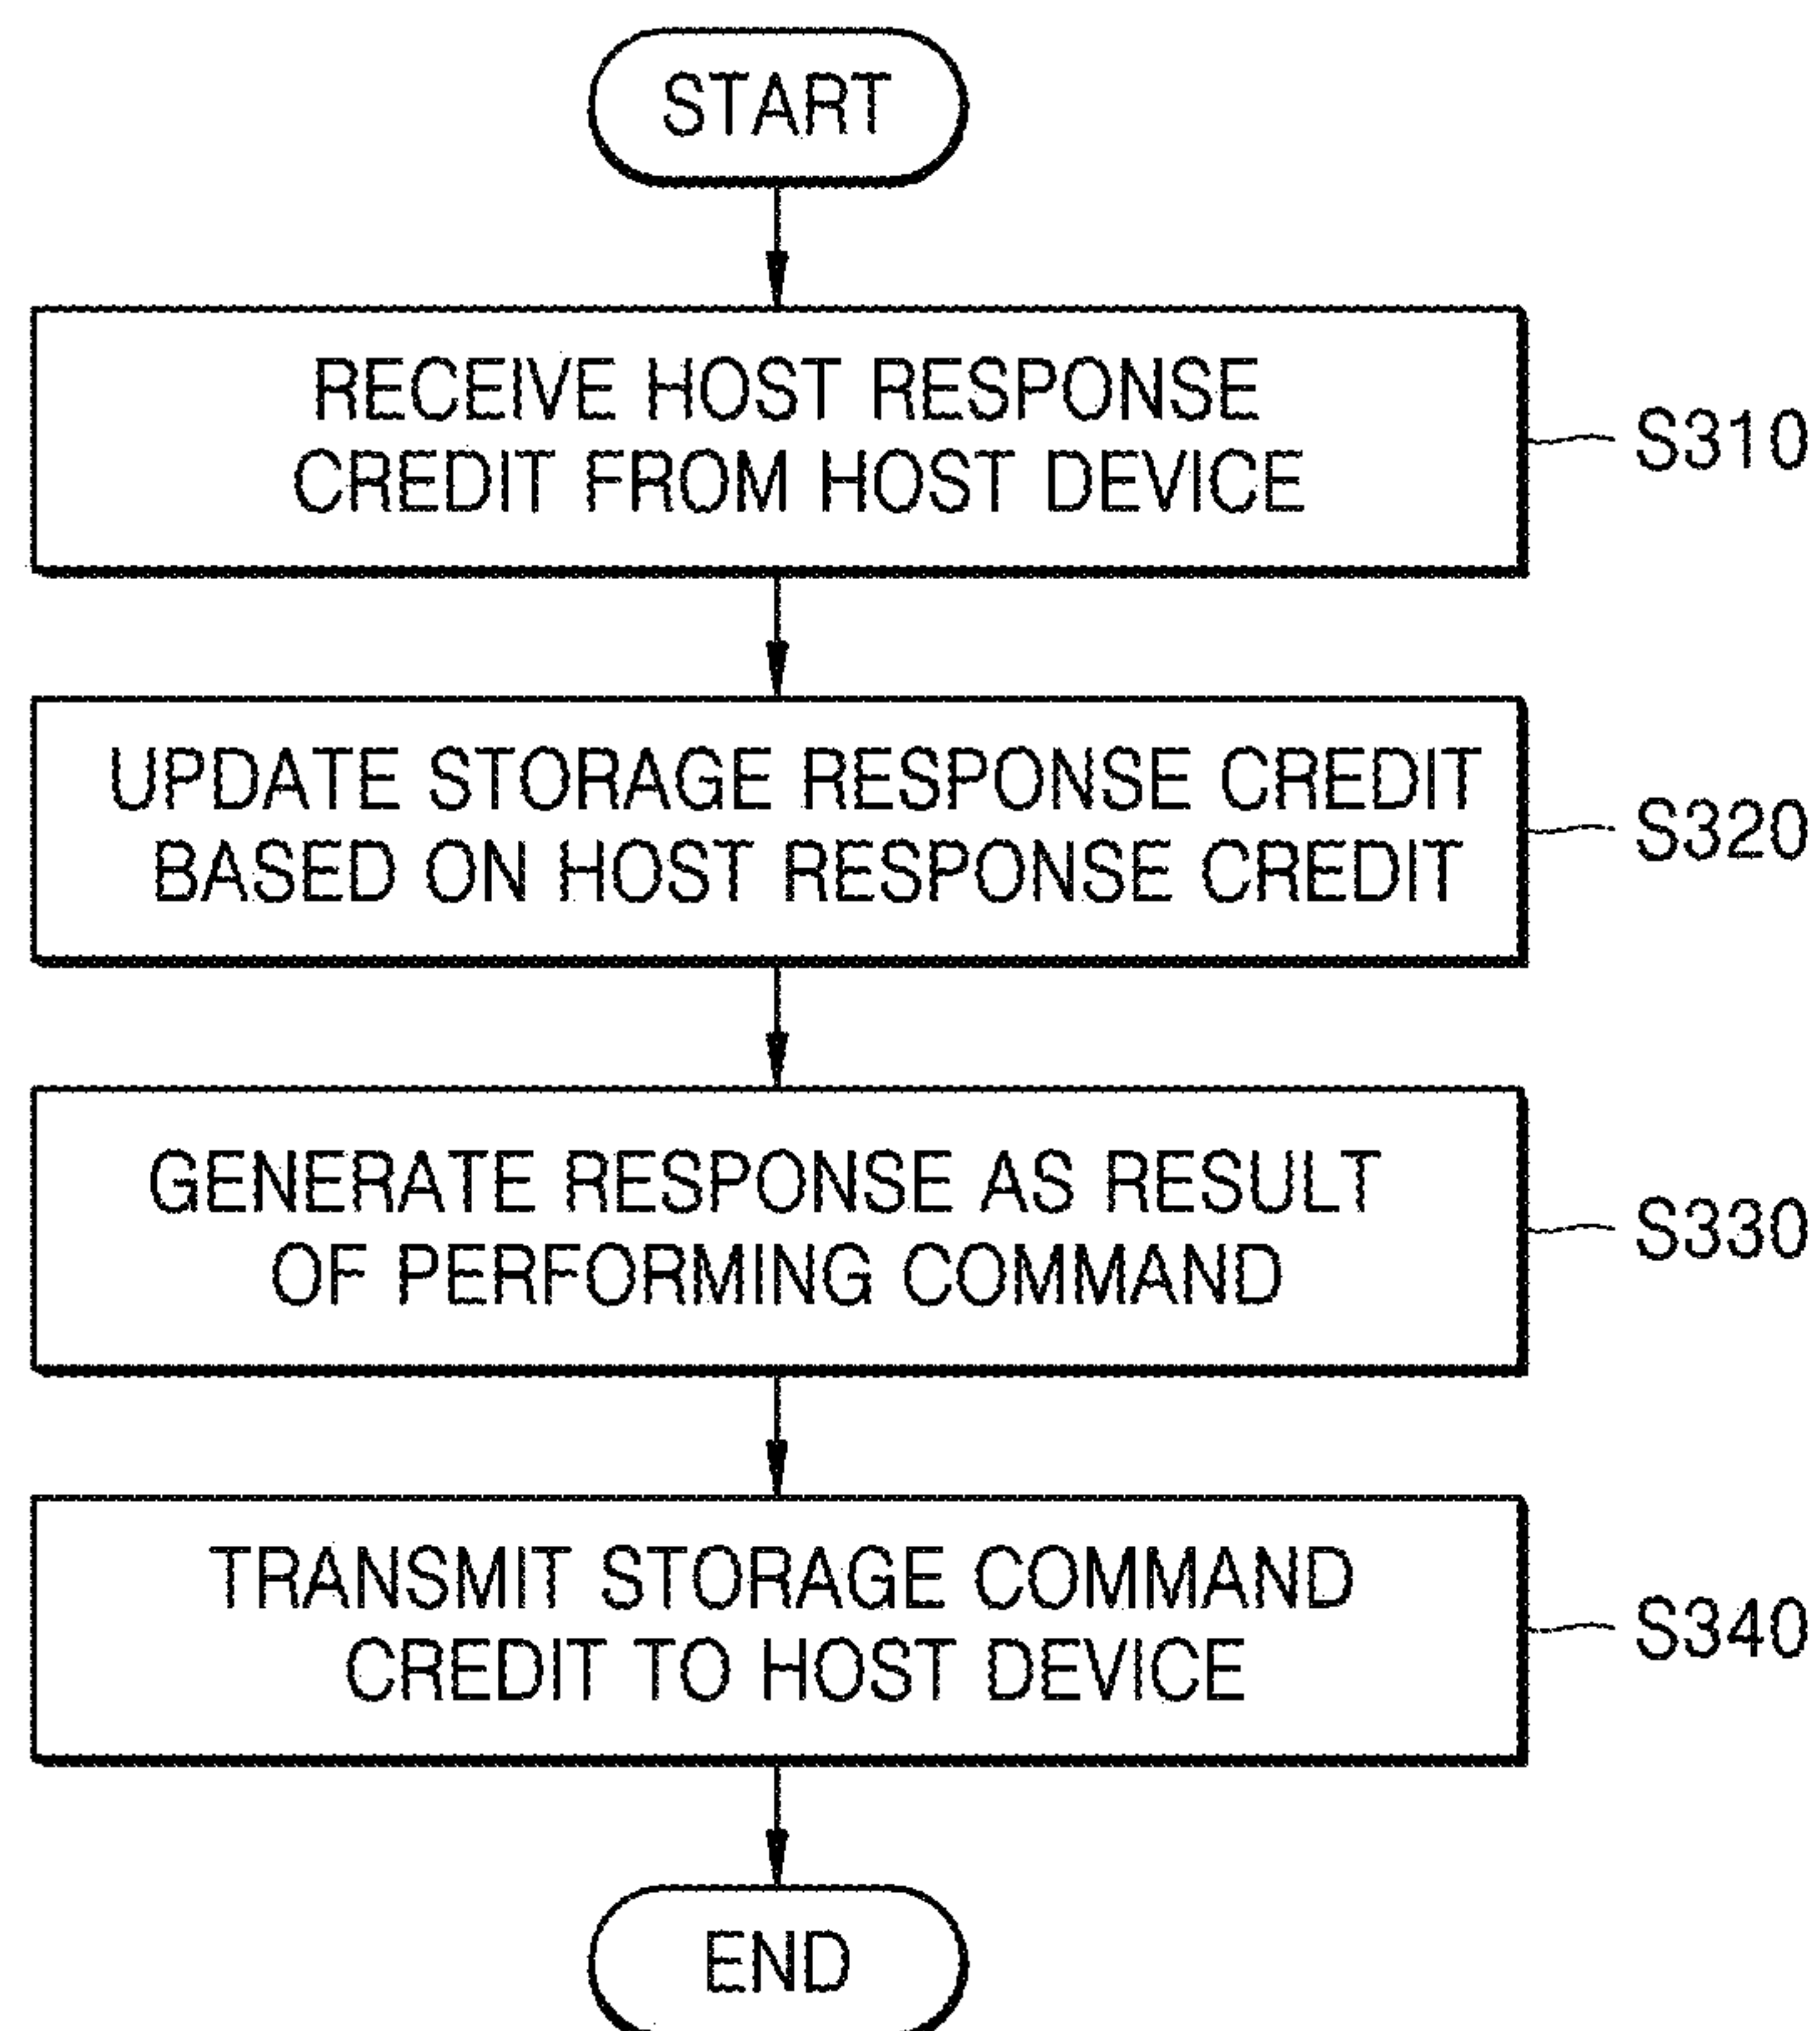 START
RECEIVE HOST RESPONSE
CREDIT FROM HOST DEVICE
S310
UPDATE STORAGE RESPONSE CREDIT
BASED ON HOST RESPONSE CREDIT
S320
GENERATE RESPONSE AS RESULT
OF PERFORMING COMMAND
S330
TRANSMIT STORAGE COMMAND
CREDIT TO HOST DEVICE
S340
END